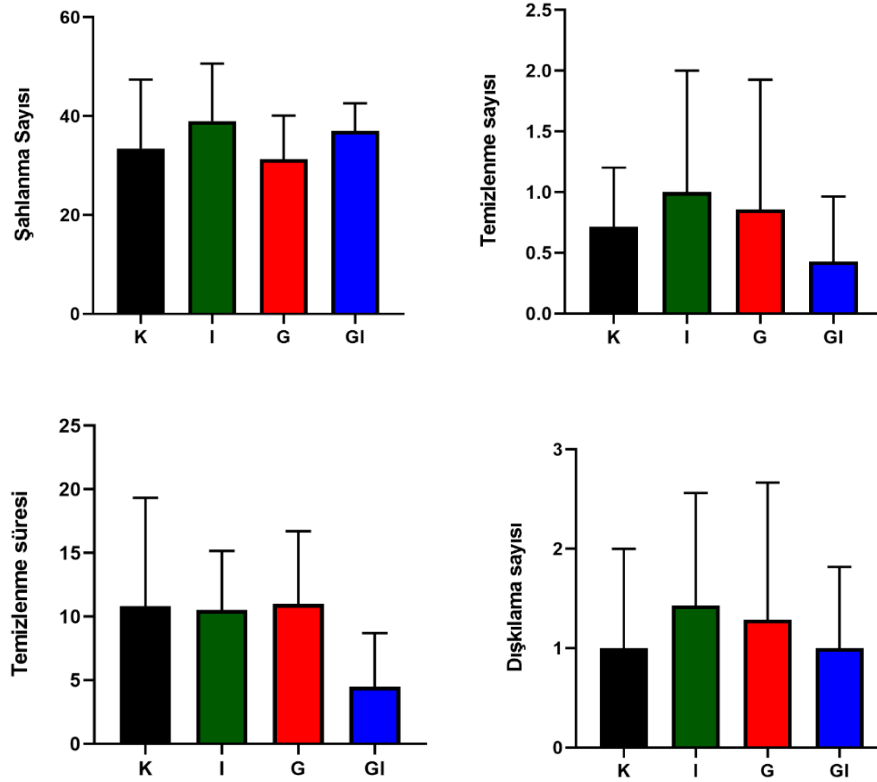 Şahlanma Sayısı
60
40
20
0
K I G GI
Temizlenme sayısı
2.5
2.0
1.5
1.0
0.5
0.0
K I G GI
Temizlenme süresi
25
20
15
10
5
0
K I G GI
Dışkılama sayısı
3
2
1
0
K I G GI